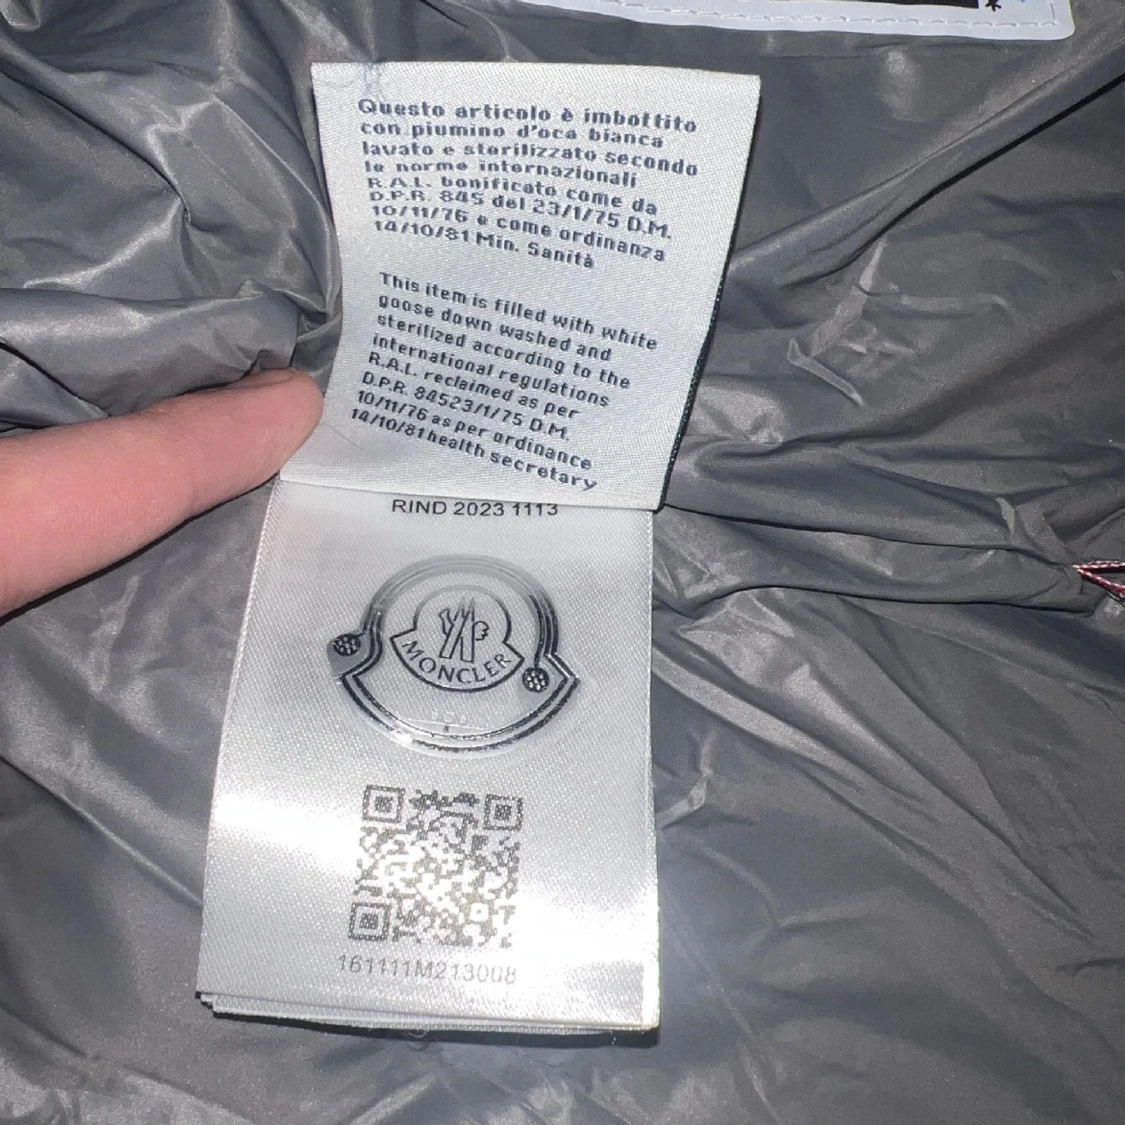 Questo articolo è imbottito
con piumino d'oca bianca
lavato e sterilizzato secondo
le norme internazionali
R.A.L. bonificato come da
D.P.R. 845 del 23/1/75 D.M.
10/11/76 e come ordinanza
14/10/81 Min. Sanità
This item is filled with white
goose down washed and
sterilized according to the
international regulations
R.A.L. reclaimed as per
D.P.R. 84523/1/75 D.M.
10/11/76 as per ordinance
14/10/81 health secretary
RIND 2023 1113
MONCLER
161111M213008